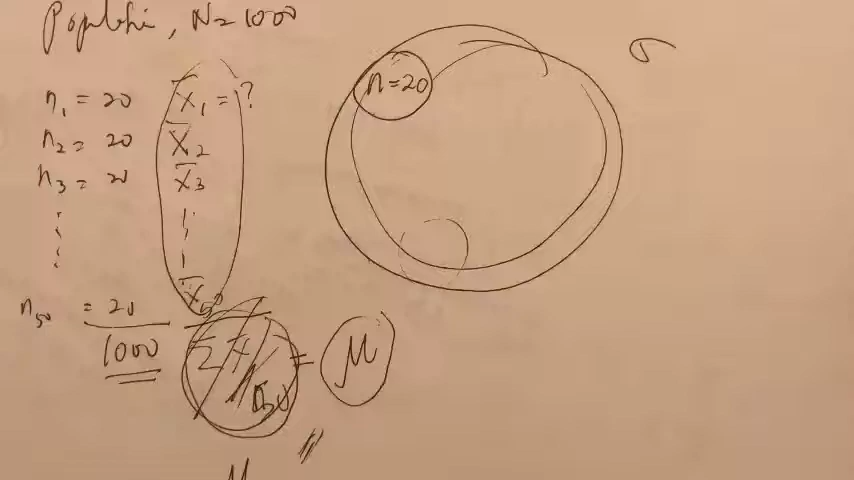 Population, N=1000
n=20
σ
n₁ = 20 X̄₁ = ?
n₂ = 20 X̄₂
n₃ = 20 X̄₃
n₅₀ = 20 X̄₅₀
1000
= μ
M